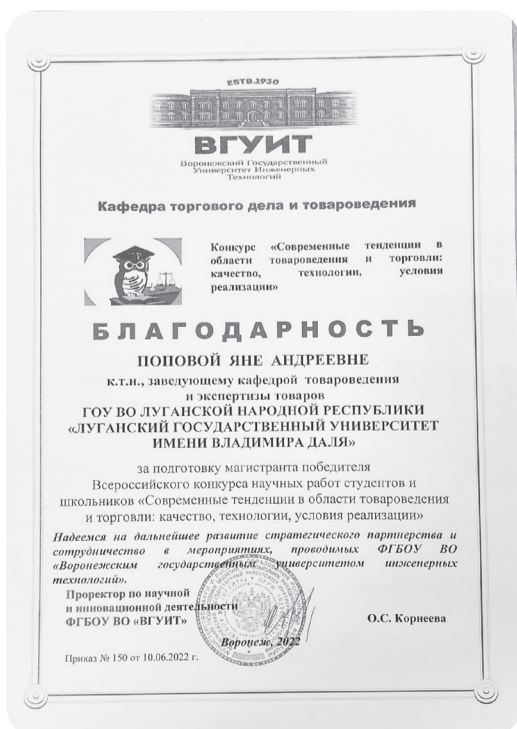 ESTB.1930
ВГУИТ
Воронежский Государственный
Университет Инженерных
Технологий
Кафедра торгового дела и товароведения
Конкурс «Современные тенденции в
области товароведения и торговли:
качество, технологии, условия
реализации»
БЛАГОДАРНОСТЬ
ПОПОВОЙ ЯНЕ АНДРЕЕВНЕ
к.т.н., заведующему кафедрой товароведения
и экспертизы товаров
ГОУ ВО ЛУГАНСКОЙ НАРОДНОЙ РЕСПУБЛИКИ
«ЛУГАНСКИЙ ГОСУДАРСТВЕННЫЙ УНИВЕРСИТЕТ
ИМЕНИ ВЛАДИМИРА ДАЛЯ»
за подготовку магистранта победителя
Всероссийского конкурса научных работ студентов и
школьников «Современные тенденции в области товароведения
и торговли: качество, технологии, условия реализации»
Надеемся на дальнейшее развитие стратегического партнерства и
сотрудничество в мероприятиях, проводимых ФГБОУ ВО
«Воронежским государственным университетом инженерных
технологий».
Проректор по научной
и инновационной деятельности
ФГБОУ ВО «ВГУИТ»
О.С. Корнеева
Воронеж, 2022
Приказ № 150 от 10.06.2022 г.